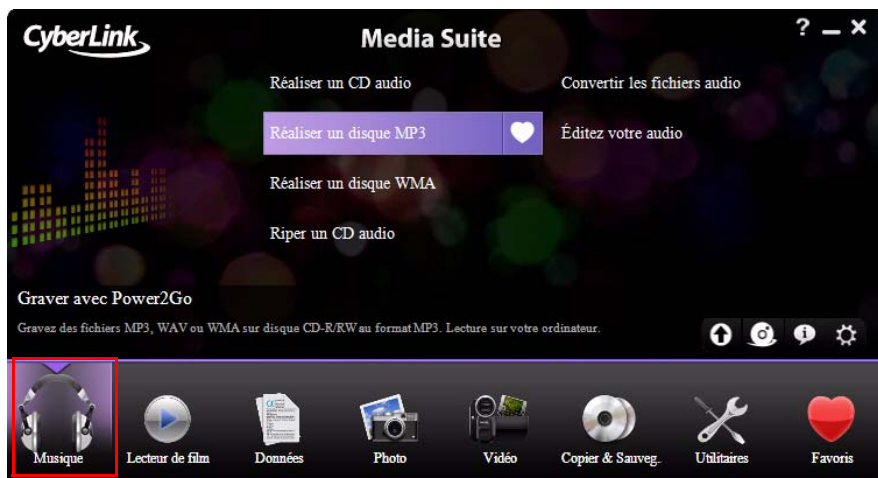 CyberLink
Media Suite
? – ×
Réaliser un CD audio
Convertir les fichiers audio
Réaliser un disque MP3
Éditez votre audio
Réaliser un disque WMA
Riper un CD audio
Graver avec Power2Go
Gravez des fichiers MP3, WAV ou WMA sur disque CD-R/RW au format MP3. Lecture sur votre ordinateur.
Musique
Lecteur de film
Données
Photo
Vidéo
Copier & Sauveg.
Utilitaires
Favoris